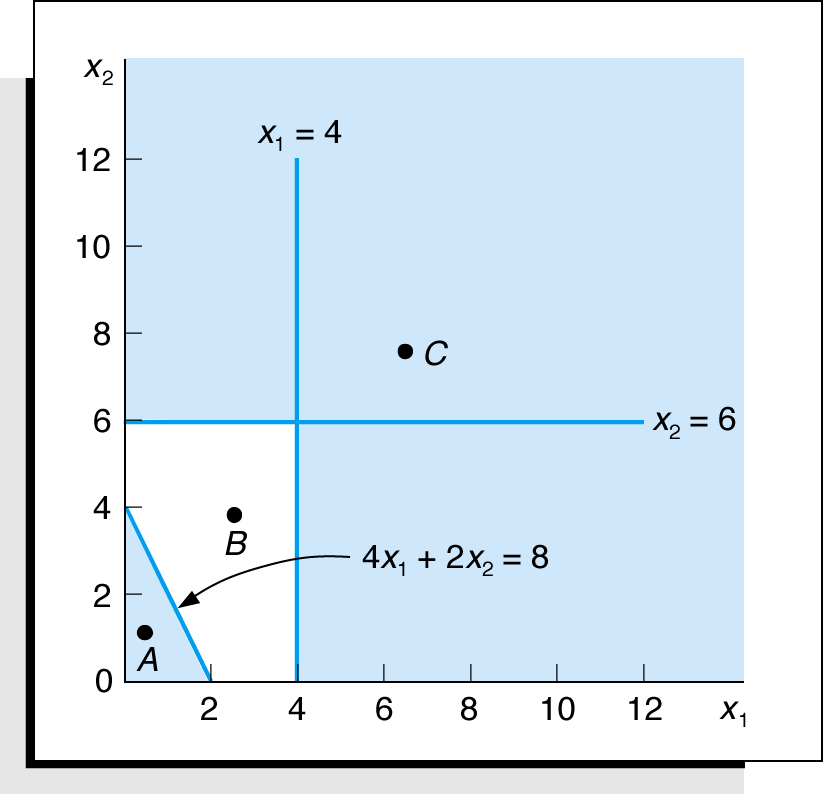 x₂
x₁ = 4
12
10
8
C
6
x₂ = 6
4
B
4x₁ + 2x₂ = 8
2
A
0
2 4 6 8 10 12 x₁